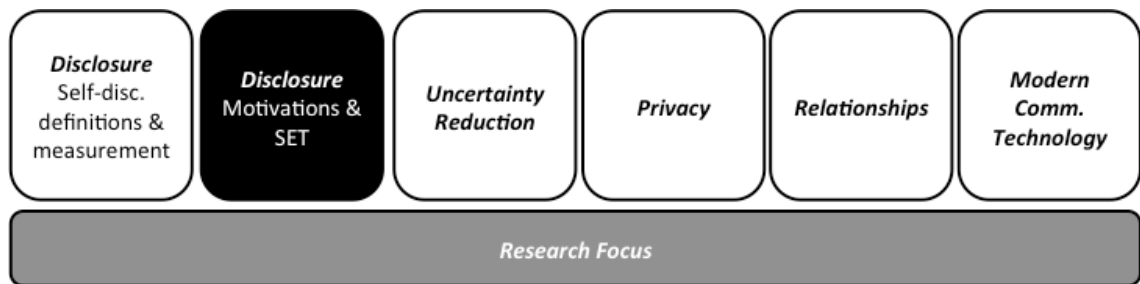 Disclosure
Self-disc.
definitions &
measurement
Disclosure
Motivations &
SET
Uncertainty
Reduction
Privacy
Relationships
Modern
Comm.
Technology
Research Focus